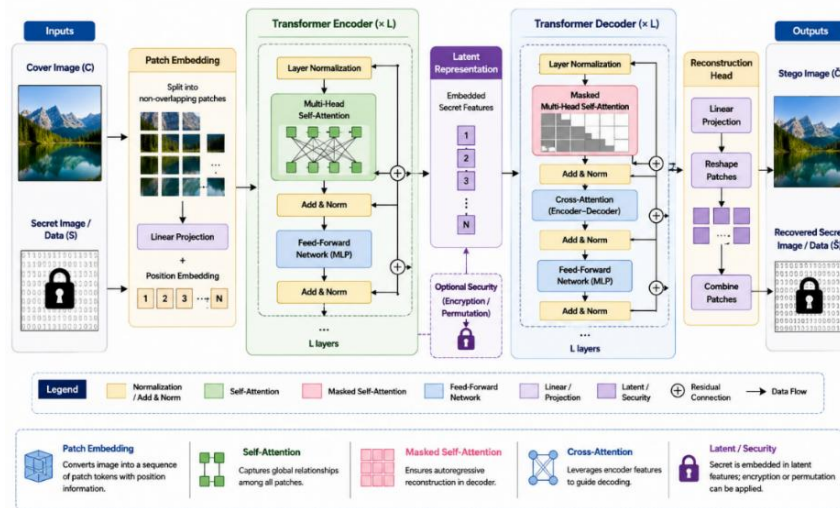 Inputs
Cover Image (C)
Secret Image /
Data (S)
Patch Embedding
Split into
non-overlapping patches
Linear Projection
+
Position Embedding
1 2 3 ... N
Transformer Encoder (× L)
Layer Normalization
Multi-Head
Self-Attention
Add & Norm
Feed-Forward
Network (MLP)
Add & Norm
...
L layers
Latent
Representation
Embedded
Secret Features
1
2
3
N
Optional Security
(Encryption /
Permutation)
Transformer Decoder (× L)
Layer Normalization
Masked
Multi-Head Self-Attention
Add & Norm
Cross-Attention
(Encoder–Decoder)
Add & Norm
Feed-Forward
Network (MLP)
Add & Norm
...
L layers
Reconstruction
Head
Linear
Projection
Reshape
Patches
Combine
Patches
Outputs
Stego Image (Ĉ)
Recovered Secret
Image / Data (Ŝ)
Legend
Normalization
/ Add & Norm
Self-Attention
Masked Self-Attention
Feed-Forward
Network
Linear /
Projection
Latent /
Security
Residual
Connection
Data Flow
Patch Embedding
Converts image into a sequence
of patch tokens with position
information.
Self-Attention
Captures global relationships
among all patches.
Masked Self-Attention
Ensures autoregressive
reconstruction in decoder.
Cross-Attention
Leverages encoder features
to guide decoding.
Latent / Security
Secret is embedded in latent
features; encryption or permutation
can be applied.